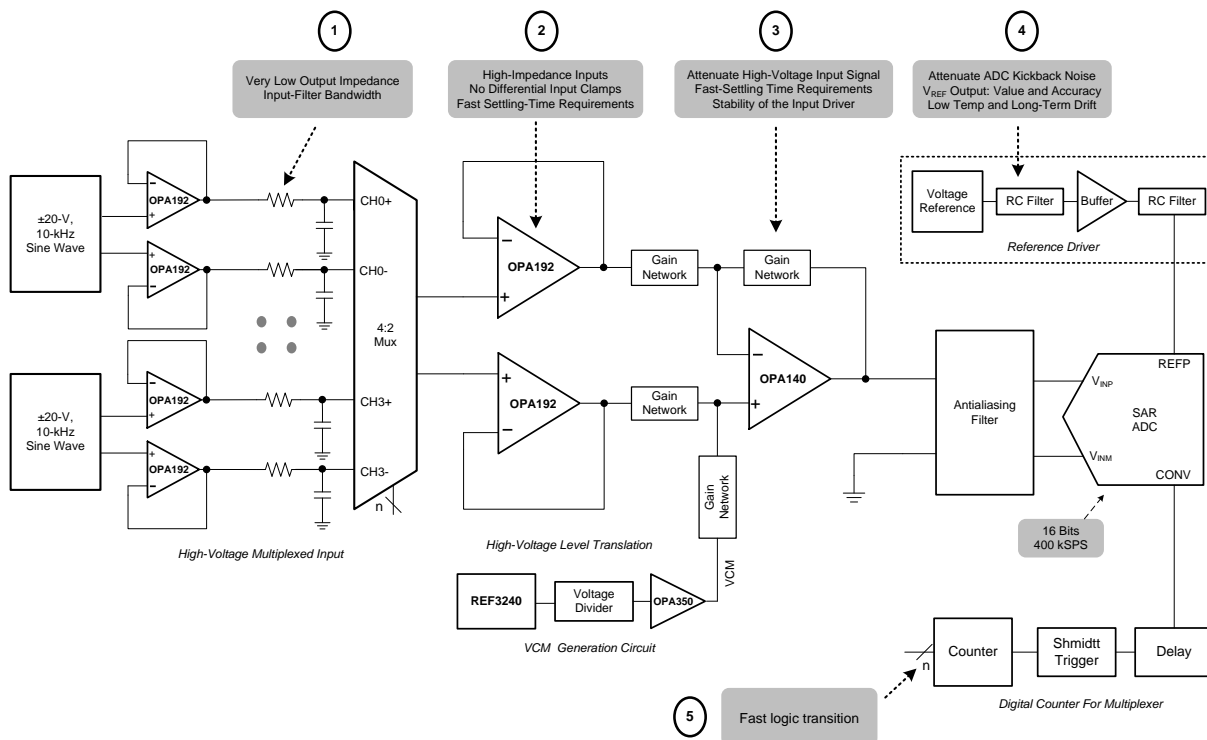 1
2
3
4
Very Low Output Impedance
Input-Filter Bandwidth
High-Impedance Inputs
No Differential Input Clamps
Fast Settling-Time Requirements
Attenuate High-Voltage Input Signal
Fast-Settling Time Requirements
Stability of the Input Driver
Attenuate ADC Kickback Noise
VREF Output: Value and Accuracy
Low Temp and Long-Term Drift
±20-V,
10-kHz
Sine Wave
OPA192
OPA192
CH0+
CH0-
4:2
Mux
±20-V,
10-kHz
Sine Wave
OPA192
OPA192
CH3+
CH3-
n
High-Voltage Multiplexed Input
OPA192
OPA192
High-Voltage Level Translation
Gain
Network
Gain
Network
Gain
Network
Gain
Network
OPA140
VCM
REF3240
Voltage
Divider
OPA350
VCM Generation Circuit
Voltage
Reference
RC Filter
Buffer
RC Filter
Reference Driver
Antialiasing
Filter
REFP
VINP
SAR
ADC
VINM
CONV
16 Bits
400 kSPS
n
Counter
Shmidtt
Trigger
Delay
Digital Counter For Multiplexer
5
Fast logic transition